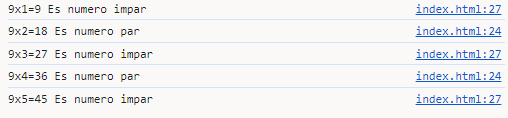 9x1=9 Es numero impar index.html:27
9x2=18 Es numero par index.html:24
9x3=27 Es numero impar index.html:27
9x4=36 Es numero par index.html:24
9x5=45 Es numero impar index.html:27